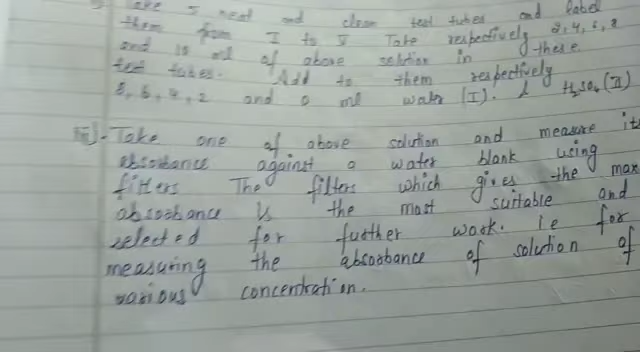 Take 5 neat and clean test tubes and label
them from I to V Take respectively 2, 4, 6, 8
and 10 ml of above solution in these
test tubes. Add to them respectively
8, 6, 4, 2 and 0 ml water (I). & H2SO4 (II)
Take one of above solution and measure its
absorbance against a water blank using
filters The filters which gives the max
absorbance is the most suitable and
selected for further work. ie for
measuring the absorbance of solution of
various concentration.